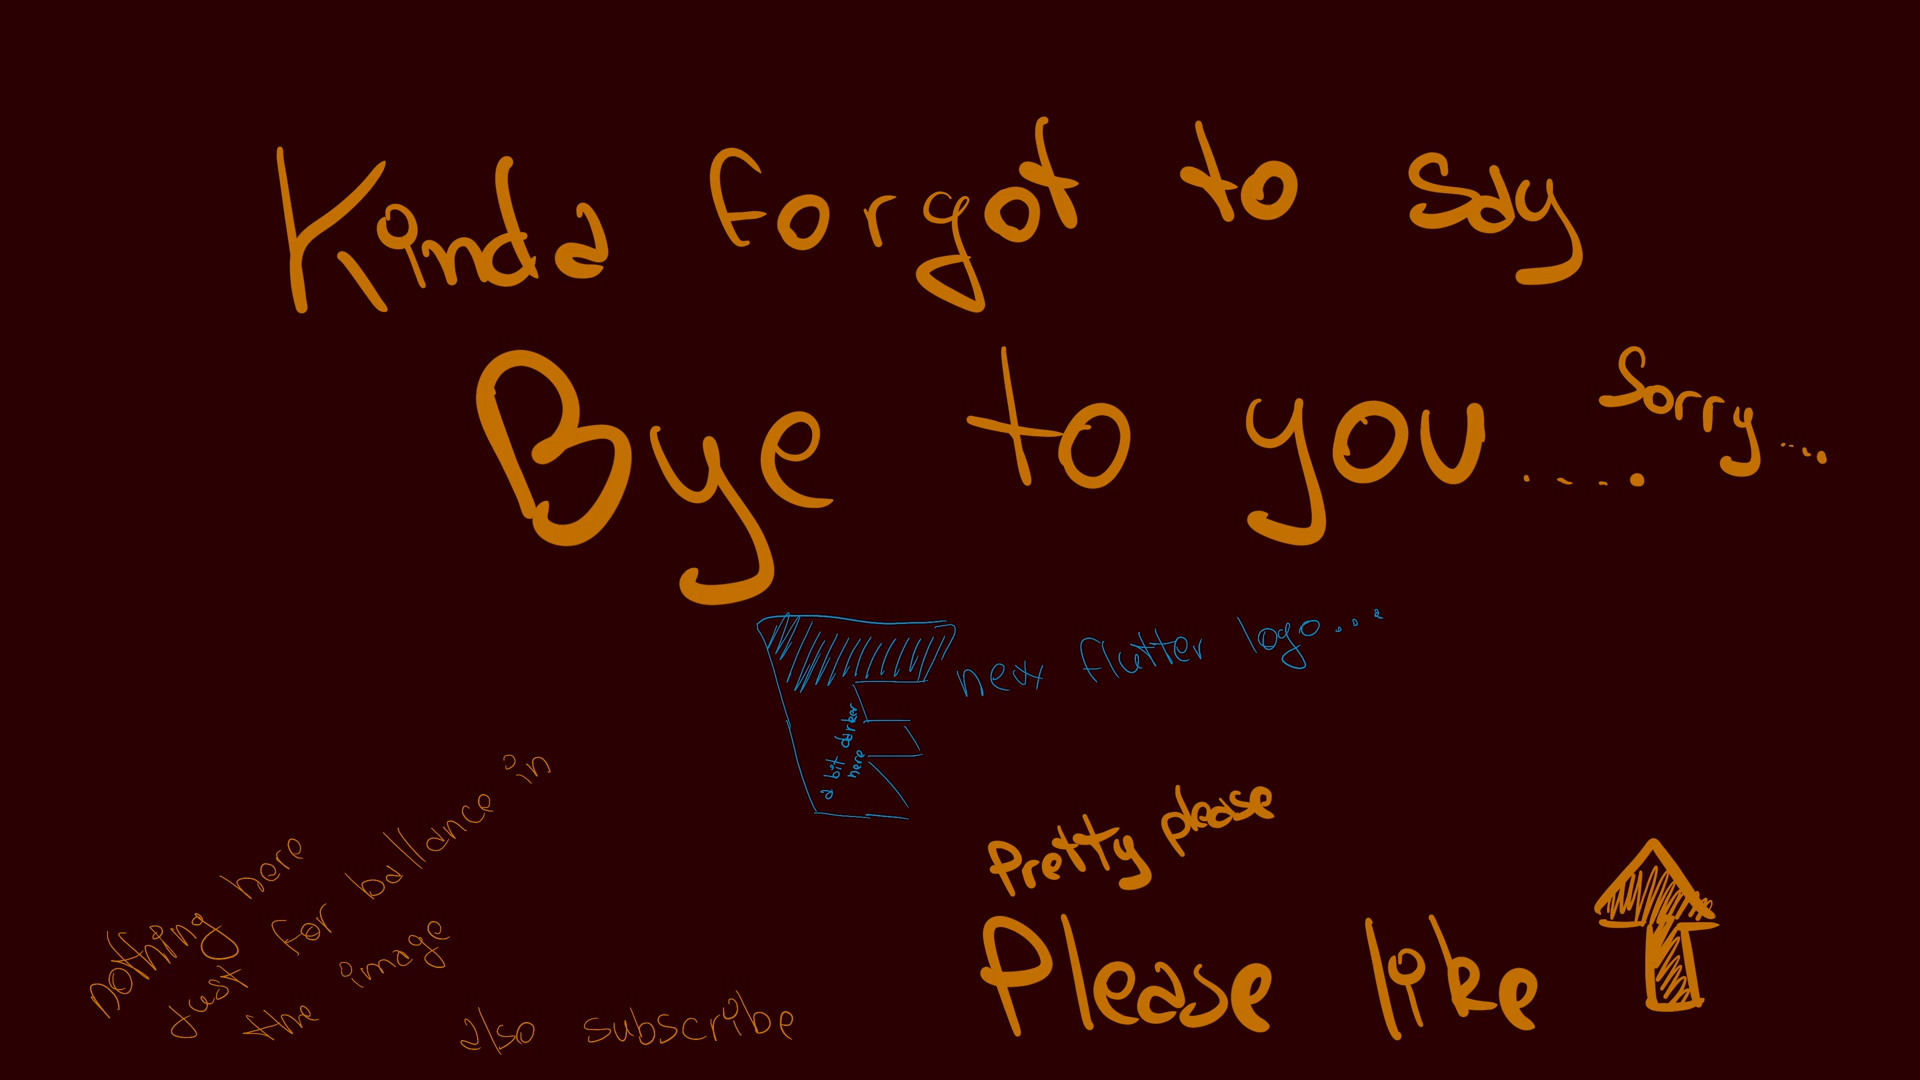 Kinda forgot to say
Bye to you.....
Sorry.....
new flutter logo....
a bit darker
here
Pretty please
Please like
nothing here
Just for ballance in
the image
also subscribe